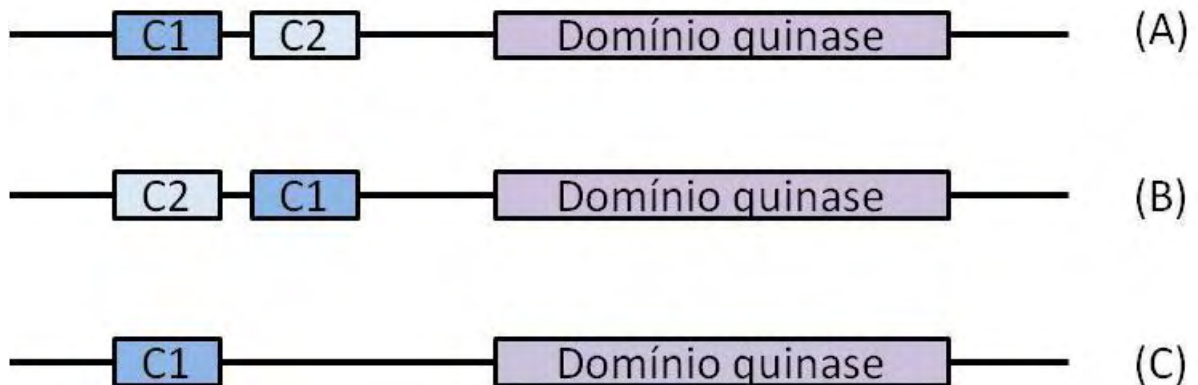 C1 C2 Domínio quinase (A)
C2 C1 Domínio quinase (B)
C1 Domínio quinase (C)